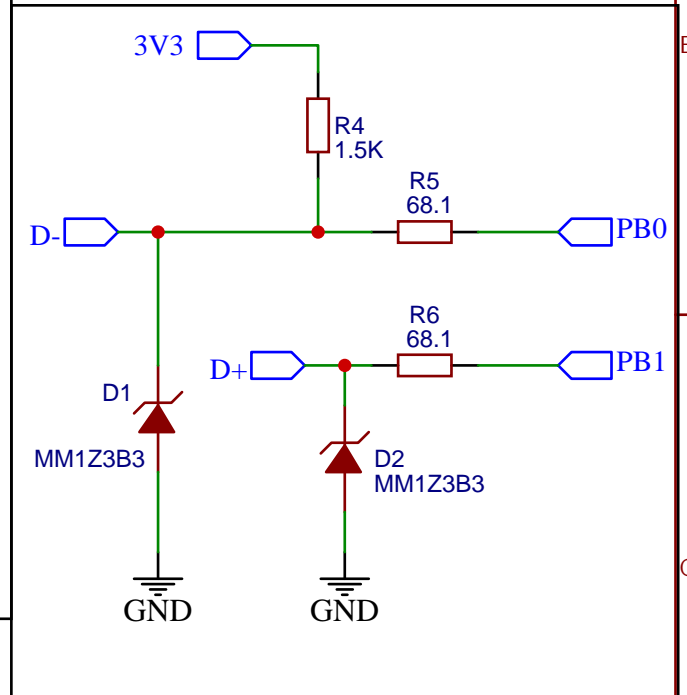 3V3
R4
1.5K
R5
68.1
D-
PB0
R6
68.1
D+
PB1
D1
MM1Z3B3
D2
MM1Z3B3
GND
GND